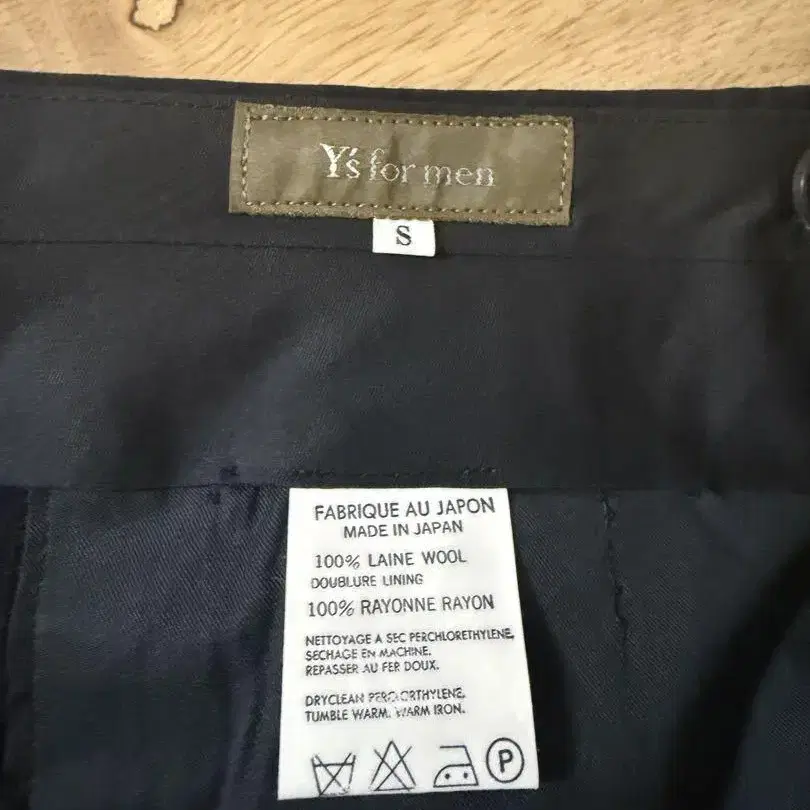 Y's for men
S
FABRIQUE AU JAPON
MADE IN JAPAN
100% LAINE WOOL
DOUBLURE LINING
100% RAYONNE RAYON
NETTOYAGE A SEC PERCHLORETHYLENE,
SECHAGE EN MACHINE.
REPASSER AU FER DOUX.
DRYCLEAN
TUMBLE WARM. WARM IRON.
P